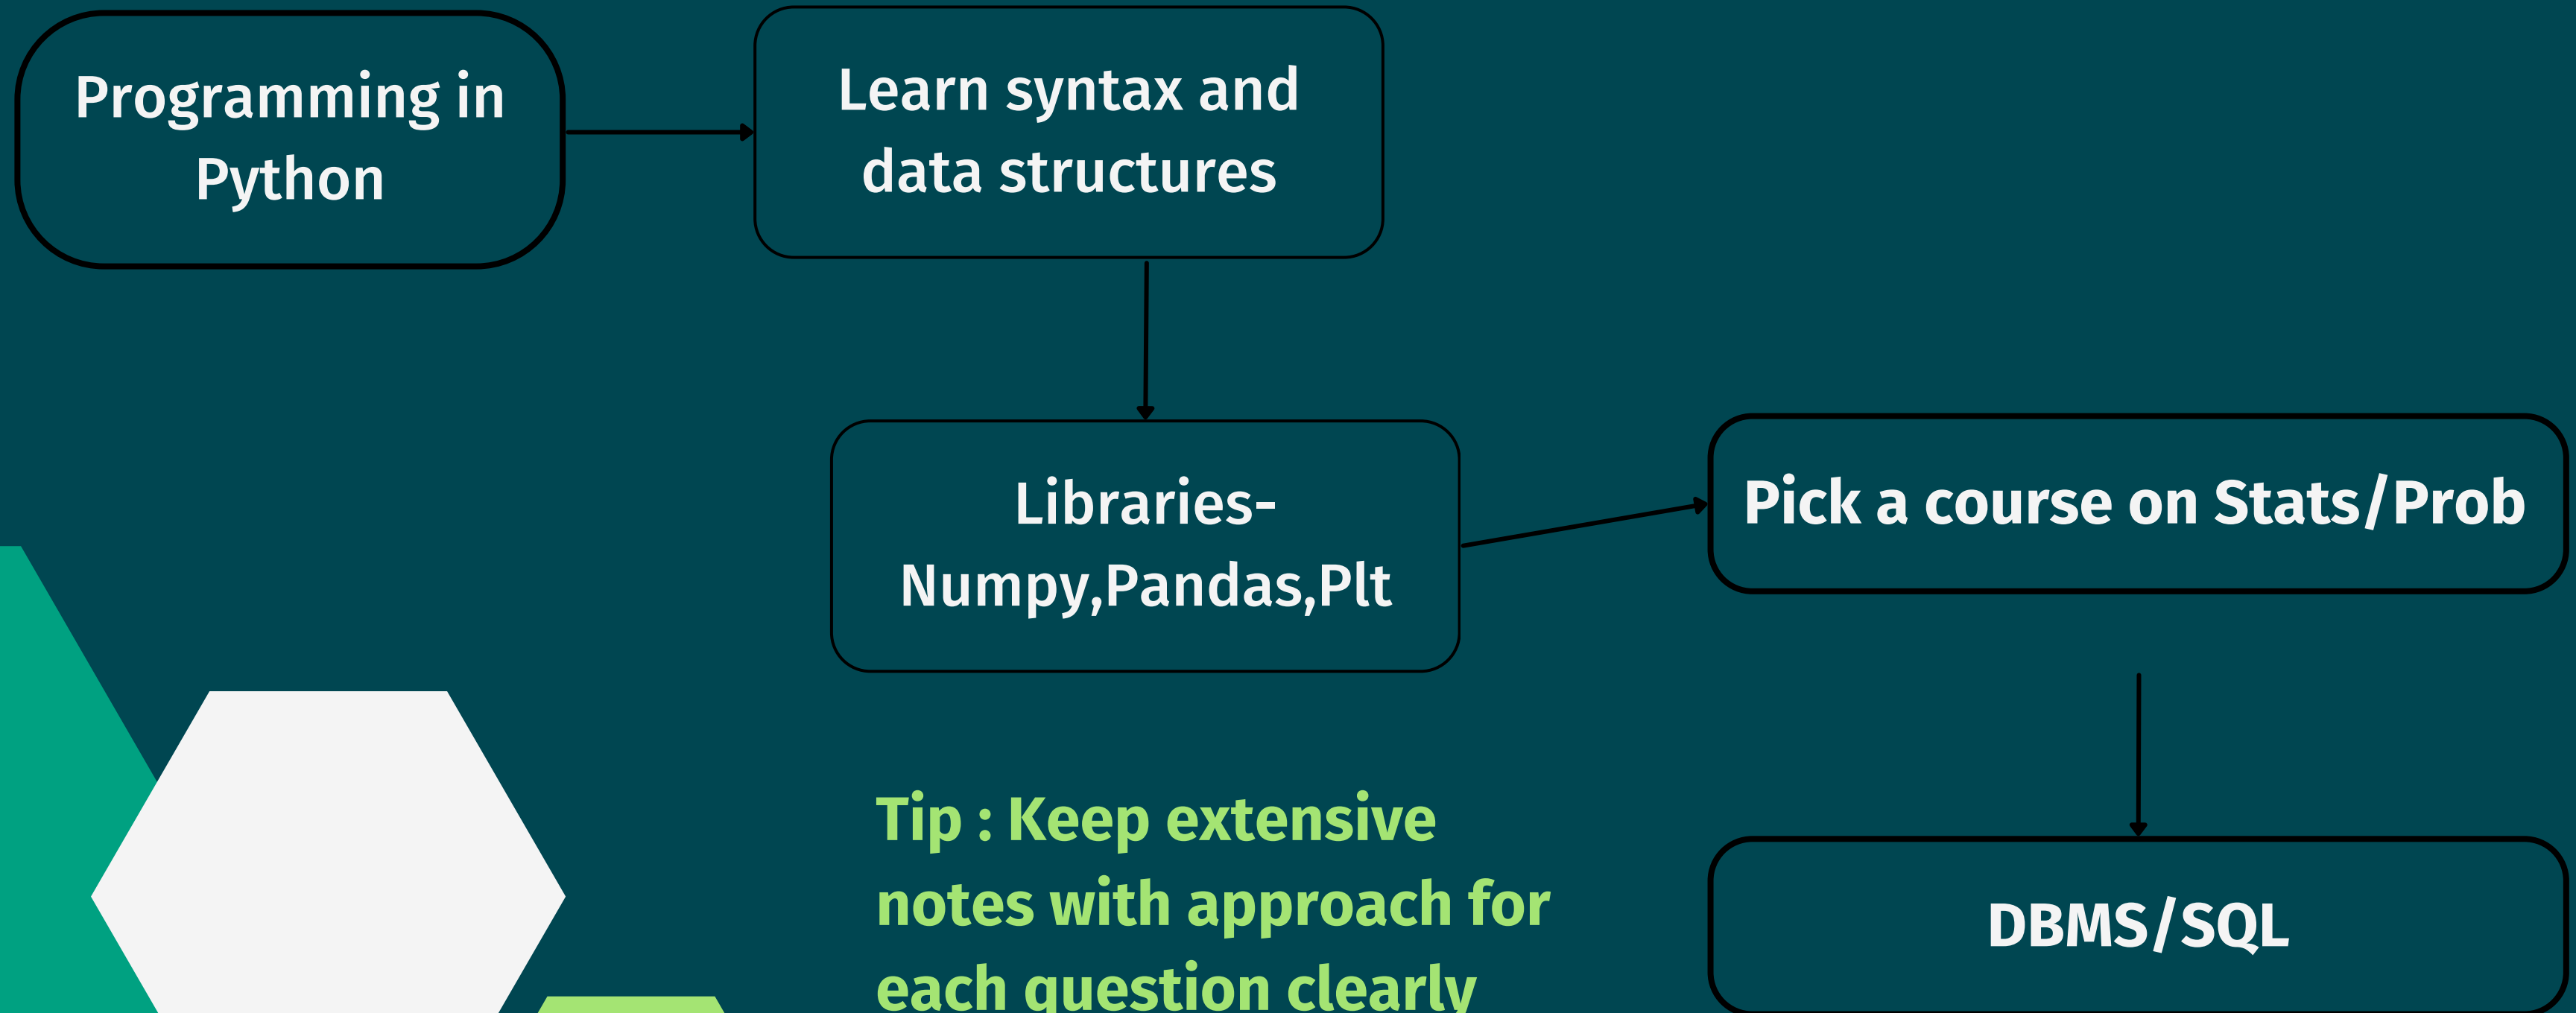 Programming in
Python
Learn syntax and
data structures
Libraries-
Numpy,Pandas,Plt
Pick a course on Stats/Prob
Tip : Keep extensive
notes with approach for
each question clearly
DBMS/SQL